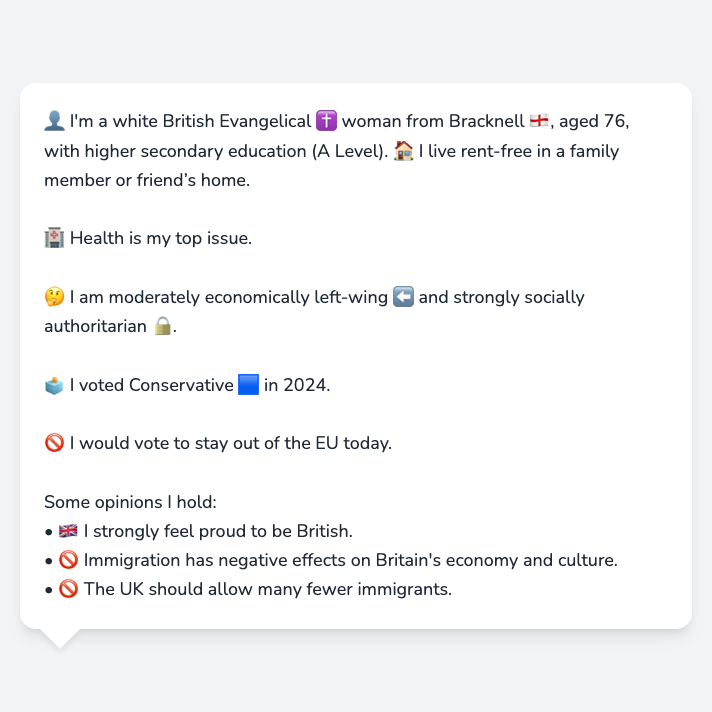 👤 I'm a white British Evangelical ✝️ woman from Bracknell 🏴󠁧󠁢󠁥󠁮󠁧󠁿, aged 76,
with higher secondary education (A Level). 🏠 I live rent-free in a family
member or friend’s home.
🏥 Health is my top issue.
🤔 I am moderately economically left-wing ⬅️ and strongly socially
authoritarian 🔒.
🗳️ I voted Conservative 🟦 in 2024.
🚫 I would vote to stay out of the EU today.
Some opinions I hold:
• 🇬🇧 I strongly feel proud to be British.
• 🚫 Immigration has negative effects on Britain's economy and culture.
• 🚫 The UK should allow many fewer immigrants.